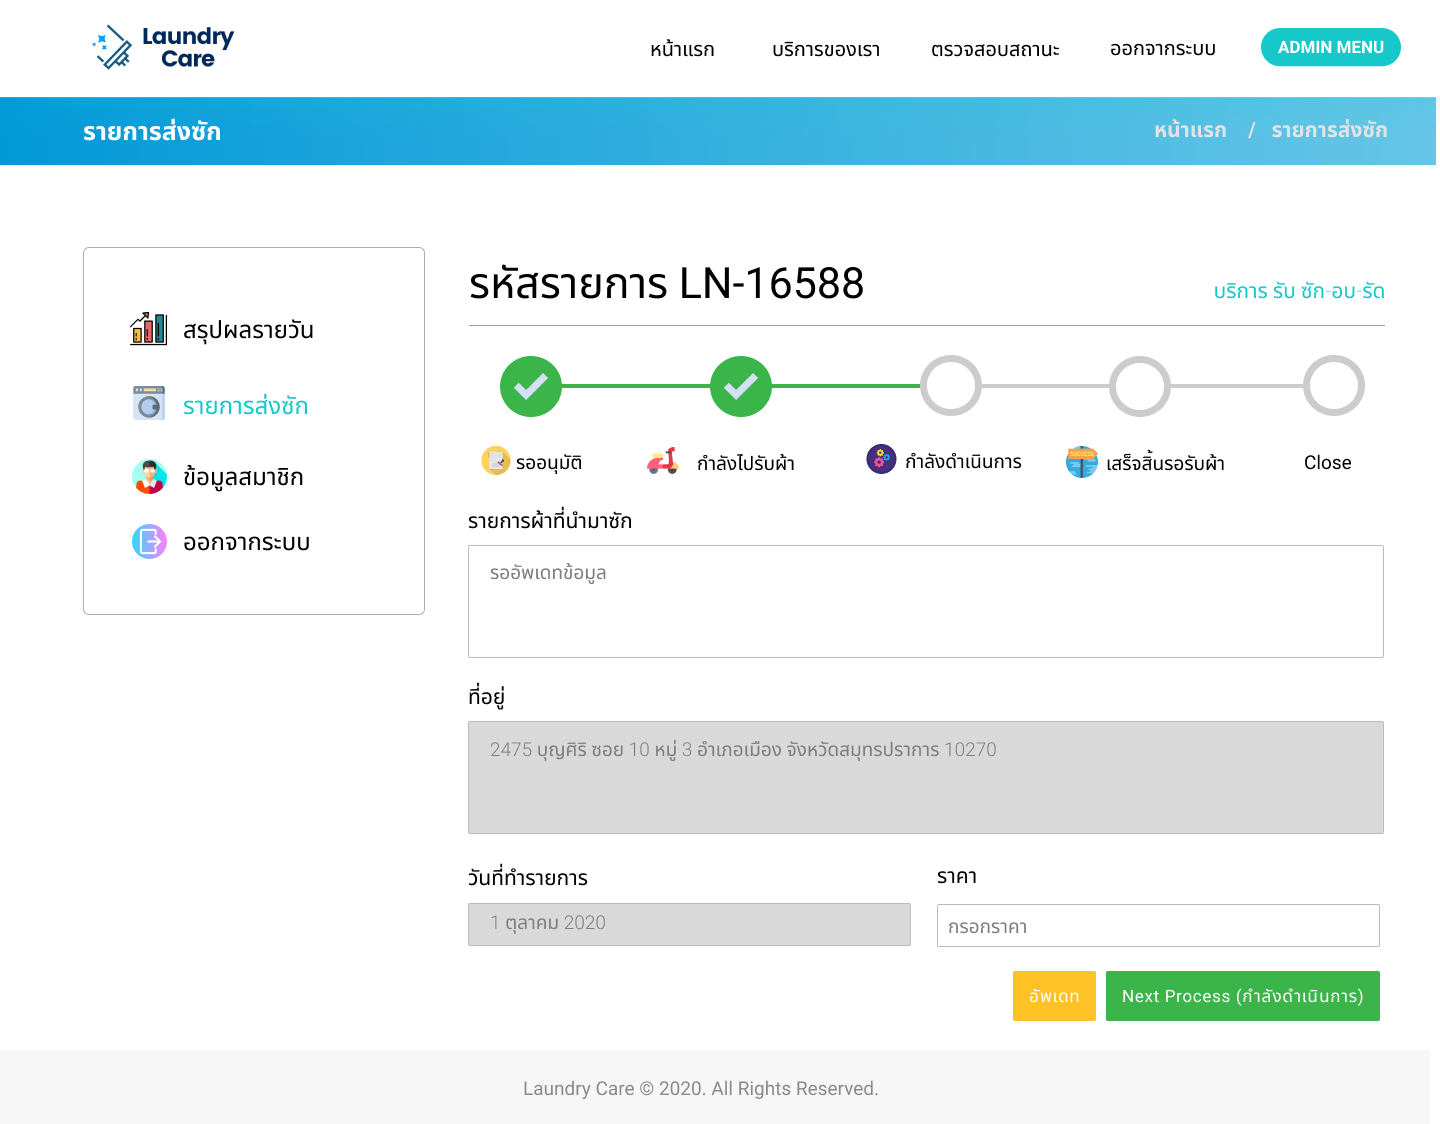 Laundry
Care
หน้าแรก
บริการของเรา
ตรวจสอบสถานะ
ออกจากระบบ
ADMIN MENU
รายการส่งซัก
หน้าแรก / รายการส่งซัก
สรุปผลรายวัน
รายการส่งซัก
ข้อมูลสมาชิก
ออกจากระบบ
รหัสรายการ LN-16588
บริการ รับ ซัก-อบ-รัด
รออนุมัติ
กำลังไปรับผ้า
กำลังดำเนินการ
SUCCESS
เสร็จสิ้นรอรับผ้า
Close
รายการผ้าที่นำมาซัก
รออัพเดทข้อมูล
ที่อยู่
2475 บุญศิริ ซอย 10 หมู่ 3 อำเภอเมือง จังหวัดสมุทรปราการ 10270
วันที่ทำรายการ
ราคา
1 ตุลาคม 2020
กรอกราคา
อัพเดท
Next Process (กำลังดำเนินการ)
Laundry Care © 2020. All Rights Reserved.